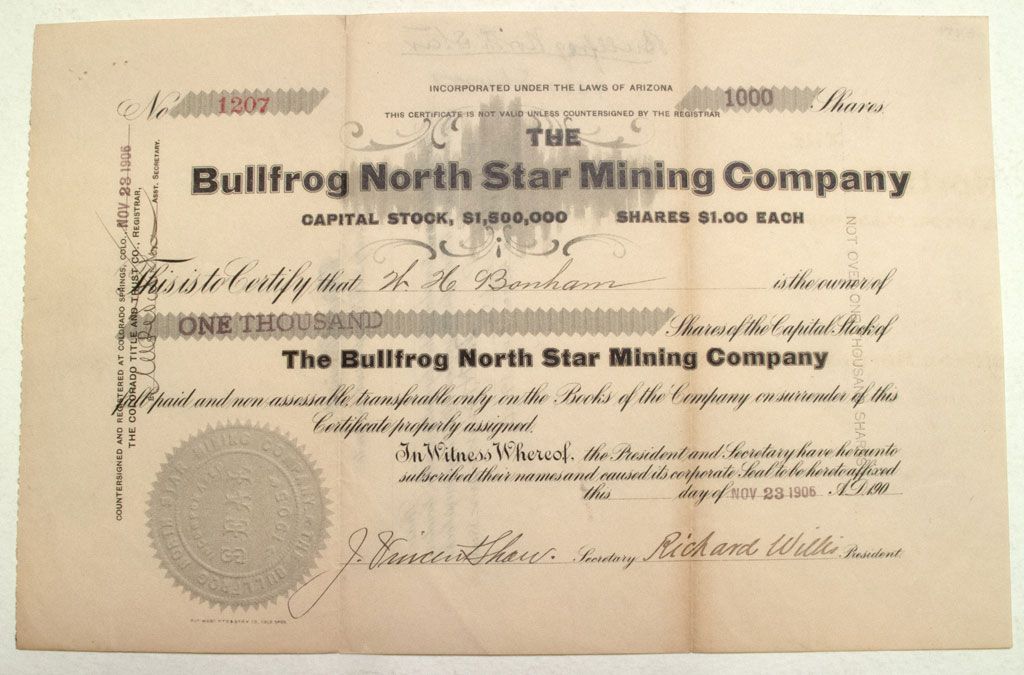 Bullfrog North Star
INCORPORATED UNDER THE LAWS OF ARIZONA
No 1207
1000 Shares.
THIS CERTIFICATE IS NOT VALID UNLESS COUNTERSIGNED BY THE REGISTRAR
THE
Bullfrog North Star Mining Company
CAPITAL STOCK, $1,500,000 SHARES $1.00 EACH
This is to Certify that W. H. Bonham is the owner of
ONE THOUSAND Shares of the Capital Stock of
The Bullfrog North Star Mining Company
full paid and non assessable, transferable only on the Books of the Company on surrender of this
Certificate properly assigned.
In Witness Whereof, the President and Secretary have hereunto
subscribed their names and caused its corporate Seal to be hereto affixed
this day of NOV 23 1905 A.D. 190
J. Vincent Shaw. Secretary Richard Willis President.
COUNTERSIGNED AND REGISTERED AT COLORADO SPRINGS, COLO. NOV 23 1905
THE COLORADO TITLE AND TRUST CO., REGISTRAR,
BY ASST. SECRETARY.
NOT OVER ONE THOUSAND SHARES